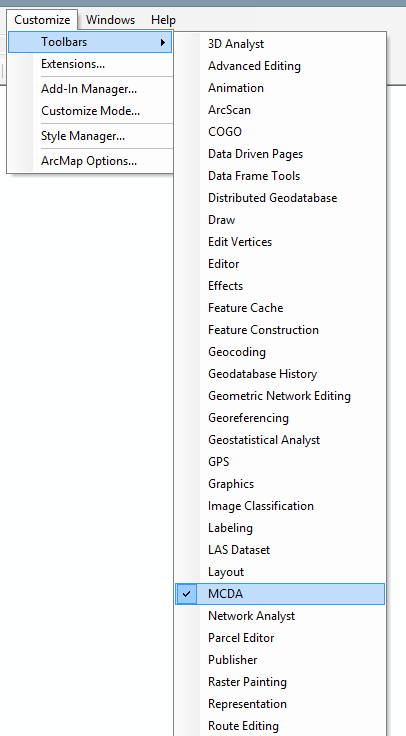 Customize Windows Help
Toolbars
Extensions...
Add-In Manager...
Customize Mode...
Style Manager...
ArcMap Options...
3D Analyst
Advanced Editing
Animation
ArcScan
COGO
Data Driven Pages
Data Frame Tools
Distributed Geodatabase
Draw
Edit Vertices
Editor
Effects
Feature Cache
Feature Construction
Geocoding
Geodatabase History
Geometric Network Editing
Georeferencing
Geostatistical Analyst
GPS
Graphics
Image Classification
Labeling
LAS Dataset
Layout
MCDA
Network Analyst
Parcel Editor
Publisher
Raster Painting
Representation
Route Editing